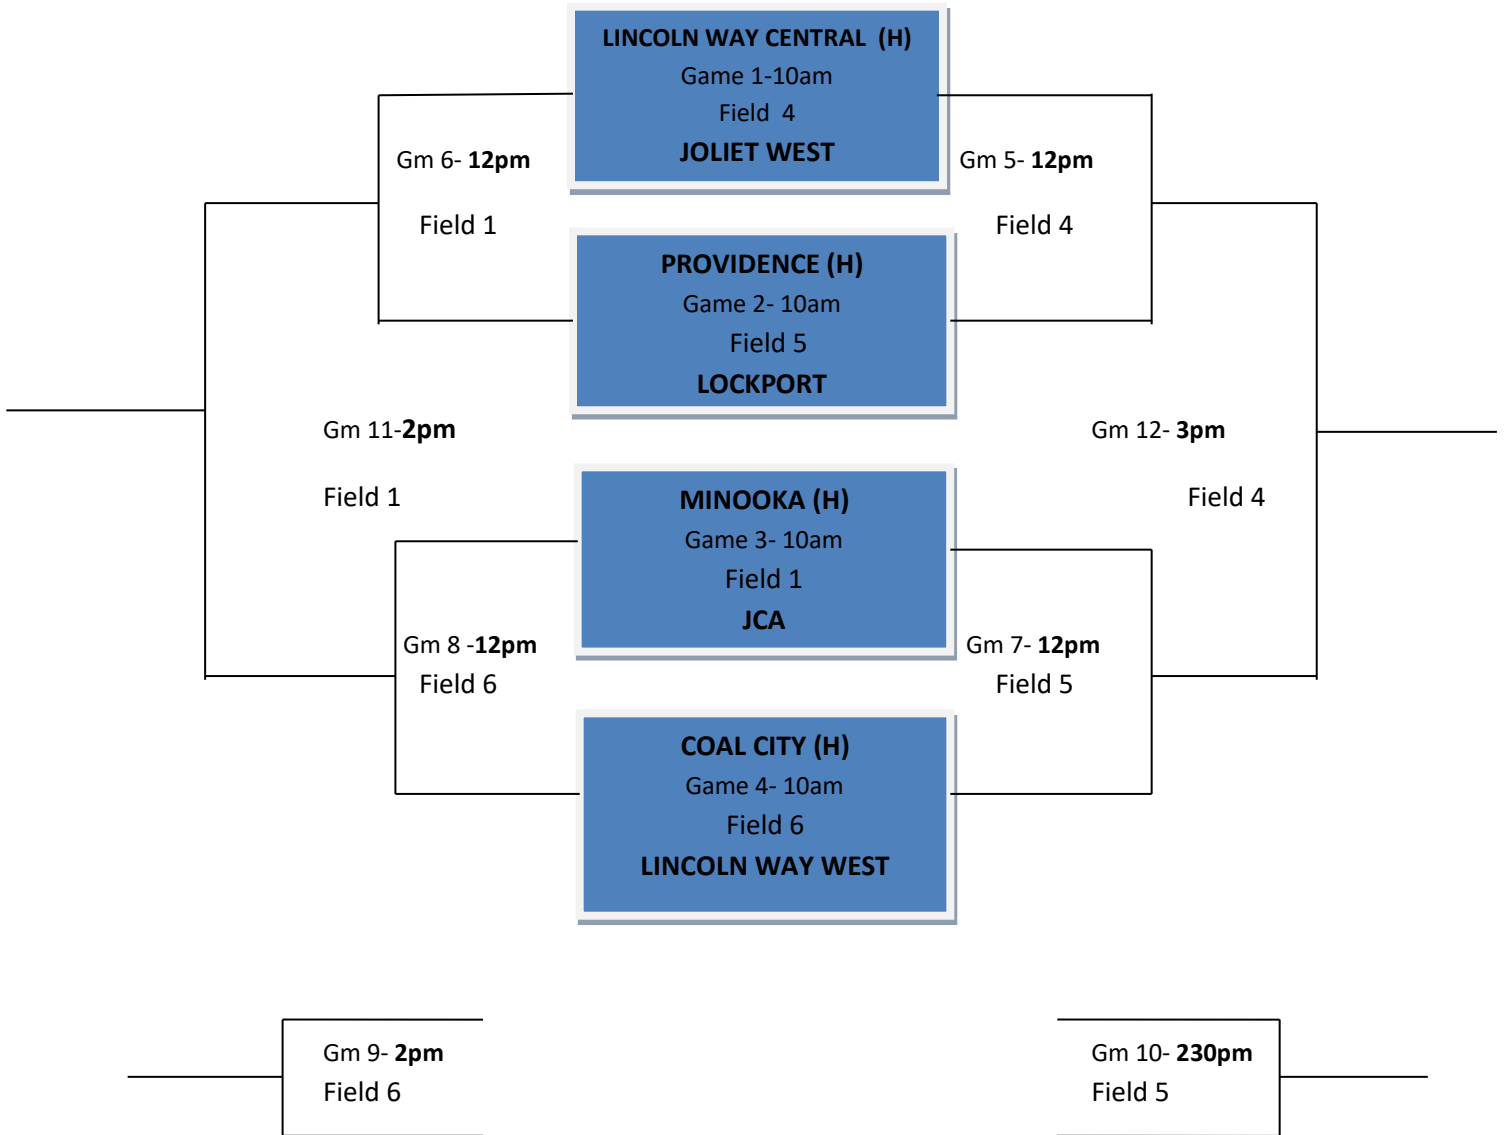 LINCOLN WAY CENTRAL (H)
Game 1-10am
Field 4
JOLIET WEST
Gm 6- 12pm
Field 1
Gm 5- 12pm
Field 4
PROVIDENCE (H)
Game 2- 10am
Field 5
LOCKPORT
Gm 11-2pm
Field 1
Gm 12- 3pm
Field 4
MINOOKA (H)
Game 3- 10am
Field 1
JCA
Gm 8 -12pm
Field 6
Gm 7- 12pm
Field 5
COAL CITY (H)
Game 4- 10am
Field 6
LINCOLN WAY WEST
Gm 9- 2pm
Field 6
Gm 10- 230pm
Field 5